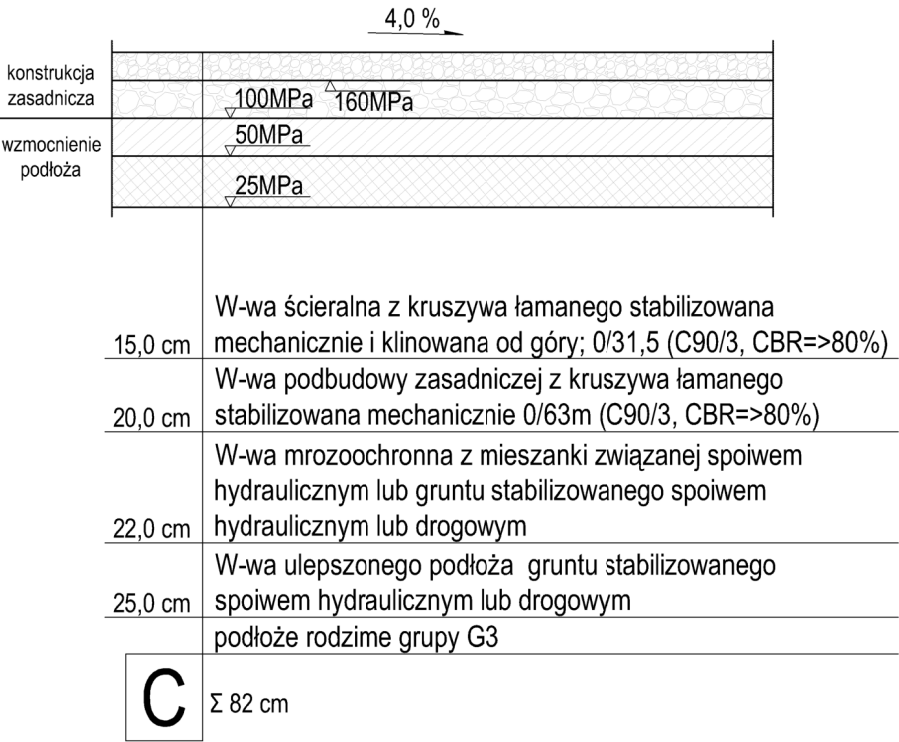 4,0 %
konstrukcja
zasadnicza
100MPa
160MPa
wzmocnienie
podłoża
50MPa
25MPa
W-wa ścieralna z kruszywa łamanego stabilizowana
15,0 cm mechanicznie i klinowana od góry; 0/31,5 (C90/3, CBR=>80%)
W-wa podbudowy zasadniczej z kruszywa łamanego
20,0 cm stabilizowana mechanicznie 0/63m (C90/3, CBR=>80%)
W-wa mrozoochronna z mieszanki związanej spoiwem
hydraulicznym lub gruntu stabilizowanego spoiwem
22,0 cm hydraulicznym lub drogowym
W-wa ulepszonego podłoża gruntu stabilizowanego
25,0 cm spoiwem hydraulicznym lub drogowym
podłoże rodzime grupy G3
C Σ 82 cm